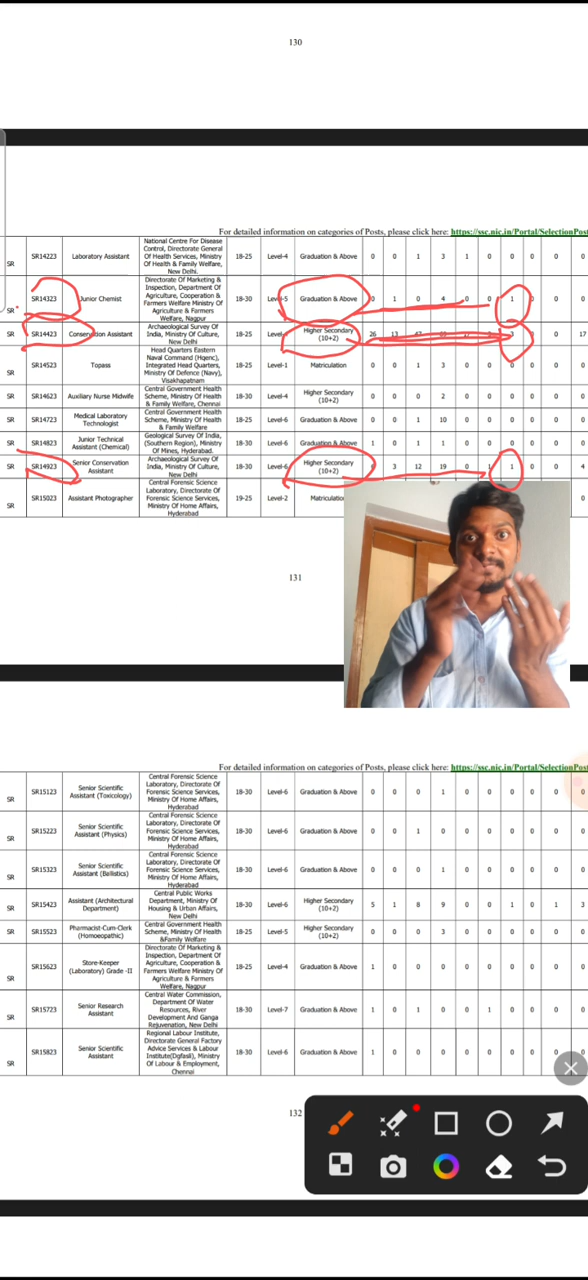 130
For detailed information on categories of Posts, please click here: https://ssc.nic.in/Portal/SelectionPost
SR SR14223 Laboratory Assistant National Centre For Disease Control, Directorate General Of Health Services, Ministry Of Health & Family Welfare, New Delhi. 18-25 Level-4 Graduation & Above 0 0 1 3 1 0 0 0 0 0
SR SR14323 Junior Chemist Directorate Of Marketing & Inspection, Department Of Agriculture, Cooperation & Farmers Welfare Ministry Of Agriculture & Farmers Welfare, Nagpur 18-30 Level-5 Graduation & Above 0 1 0 4 0 0 1 0 0 0
SR SR14423 Conservation Assistant Archaeological Survey Of India, Ministry Of Culture, New Delhi 18-25 Higher Secondary (10+2) 26 13 0 17
SR SR14523 Topass Head Quarters Eastern Naval Command (Hqenc), Integrated Head Quarters, Ministry Of Defence (Navy), Visakhapatnam 18-25 Level-1 Matriculation 0 0 1 3 0 0 0 0 0 0
SR SR14623 Auxiliary Nurse Midwife Central Government Health Scheme, Ministry Of Health & Family Welfare, Chennai 18-30 Level-4 Higher Secondary (10+2) 0 0 0 2 0 0 0 0 0 0
SR SR14723 Medical Laboratory Technologist Central Government Health Scheme, Ministry Of Health & Family Welfare 18-25 Level-6 Graduation & Above 0 0 1 10 0 0 0 0 0 0
SR SR14823 Junior Technical Assistant (Chemical) Geological Survey Of India, (Southern Region), Ministry Of Mines, Hyderabad. 18-30 Level-6 Graduation & Above 1 0 1 1 0 0 0 0 0 0
SR SR14923 Senior Conservation Assistant Archaeological Survey Of India, Ministry Of Culture, New Delhi 18-30 Level-6 Higher Secondary (10+2) 3 12 19 0 1 0 0 4
SR SR15023 Assistant Photographer Central Forensic Science Laboratory, Directorate Of Forensic Science Services, Ministry Of Home Affairs, Hyderabad 19-25 Level-2 0
131
For detailed information on categories of Posts, please click here: https://ssc.nic.in/Portal/SelectionPost
SR SR15123 Senior Scientific Assistant (Toxicology) Central Forensic Science Laboratory, Directorate Of Forensic Science Services, Ministry Of Home Affairs, Hyderabad 18-30 Level-6 Graduation & Above 0 0 0 1 0 0 0 0 0 0
SR SR15223 Senior Scientific Assistant (Physics) Central Forensic Science Laboratory, Directorate Of Forensic Science Services, Ministry Of Home Affairs, Hyderabad 18-30 Level-6 Graduation & Above 0 0 1 0 0 0 0 0 0 0
SR SR15323 Senior Scientific Assistant (Ballistics) Central Forensic Science Laboratory, Directorate Of Forensic Science Services, Ministry Of Home Affairs, Hyderabad 18-30 Level-6 Graduation & Above 0 0 0 1 0 0 0 0 0 0
SR SR15423 Assistant (Architectural Department) Central Public Works Department, Ministry Of Housing & Urban Affairs, New Delhi 18-30 Level-6 Higher Secondary (10+2) 5 1 8 9 0 0 1 0 1 3
SR SR15523 Pharmacist-Cum-Clerk (Homoeopathic) Central Government Health Scheme, Ministry Of Health &Family Welfare 18-25 Level-5 Higher Secondary (10+2) 0 0 0 3 0 0 0 0 0 0
SR SR15623 Store-Keeper (Laboratory) Grade -II Directorate Of Marketing & Inspection, Department Of Agriculture, Cooperation & Farmers Welfare Ministry Of Agriculture & Farmers Welfare, Nagpur 18-25 Level-4 Graduation & Above 1 0 0 0 0 0 0 0 0 0
SR SR15723 Senior Research Assistant Central Water Commission, Department Of Water Resources, River Development And Ganga Rejuvenation, New Delhi 18-30 Level-7 Graduation & Above 1 0 1 0 0 1 0 0 0 0
SR SR15823 Senior Scientific Assistant Regional Labour Institute, Directorate General Factory Advice Services & Labour Institute(Dgfasli), Ministry Of Labour & Employment, Chennai 18-30 Level-6 Graduation & Above 1 0 0 0 0 0 0 0 0 0
132